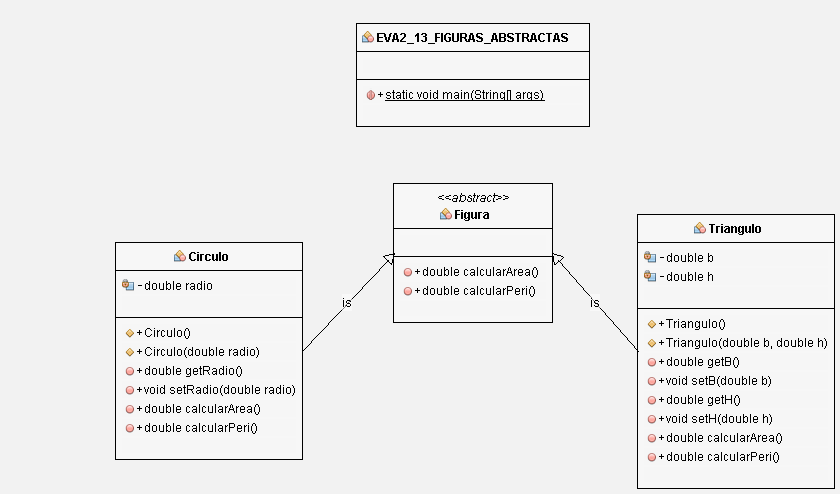 EVA2_13_FIGURAS_ABSTRACTAS
+ static void main(String[] args)
<<abstract>>
Figura
+ double calcularArea()
+ double calcularPeri()
Circulo
- double radio
+ Circulo()
+ Circulo(double radio)
+ double getRadio()
+ void setRadio(double radio)
+ double calcularArea()
+ double calcularPeri()
is
is
Triangulo
- double b
- double h
+ Triangulo()
+ Triangulo(double b, double h)
+ double getB()
+ void setB(double b)
+ double getH()
+ void setH(double h)
+ double calcularArea()
+ double calcularPeri()